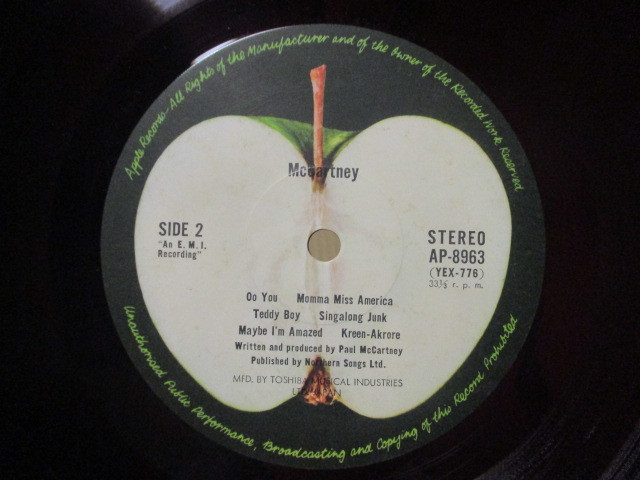 Apple Records-All Rights of the Manufacturer and of the Owner of the Recorded Work Reserved
McCartney
SIDE 2
"An E. M. I.
Recording"
STEREO
AP-8963
(YEX-776)
33⅓ r. p. m.
Oo You Momma Miss America
Teddy Boy Singalong Junk
Maybe I'm Amazed Kreen-Akrore
Written and produced by Paul McCartney
Published by Northern Songs Ltd.
MFD. BY TOSHIBA MUSICAL INDUSTRIES
Unauthorised Public Performance, Broadcasting and Copying of this Record Prohibited